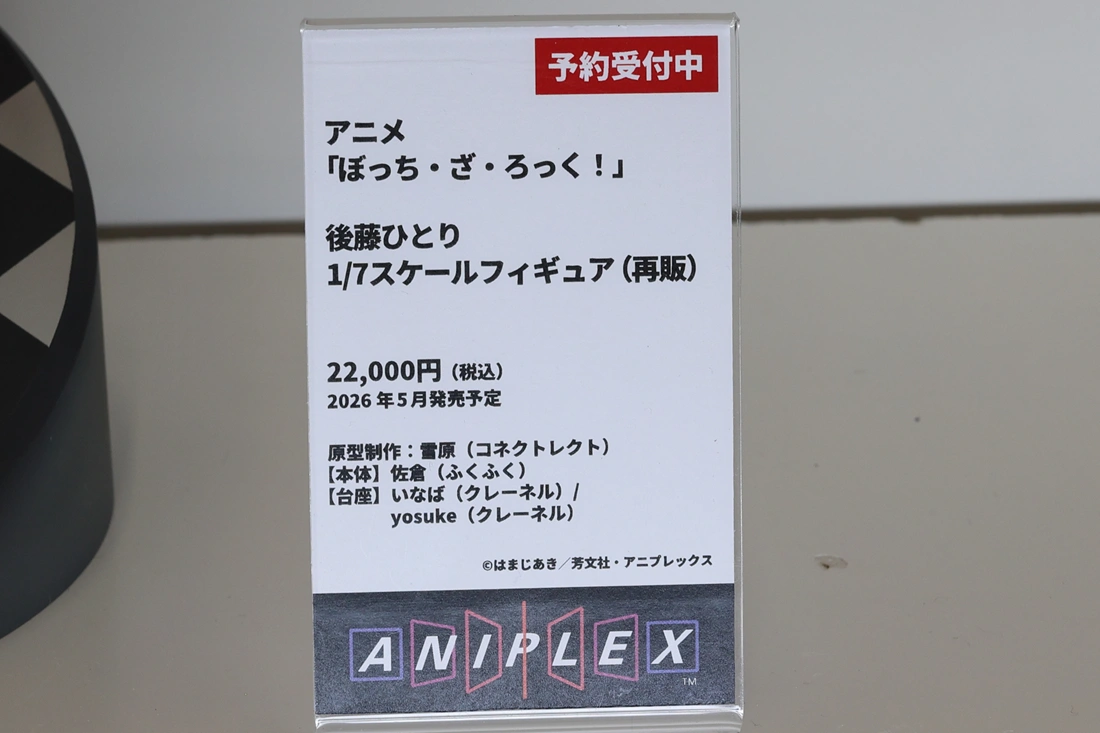 予約受付中
アニメ
「ぼっち・ざ・ろっく！」
後藤ひとり
1/7スケールフィギュア（再販）
22,000円（税込）
2026年5月発売予定
原型制作：雪原（コネクトレクト）
【本体】佐倉（ふくふく）
【台座】いなば（クレーネル）/
yosuke（クレーネル）
©はまじあき／芳文社・アニプレックス
ANIPLEX
TM